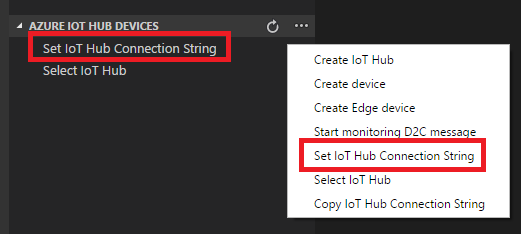 AZURE IOT HUB DEVICES
Set IoT Hub Connection String
Select IoT Hub
Create IoT Hub
Create device
Create Edge device
Start monitoring D2C message
Set IoT Hub Connection String
Select IoT Hub
Copy IoT Hub Connection String